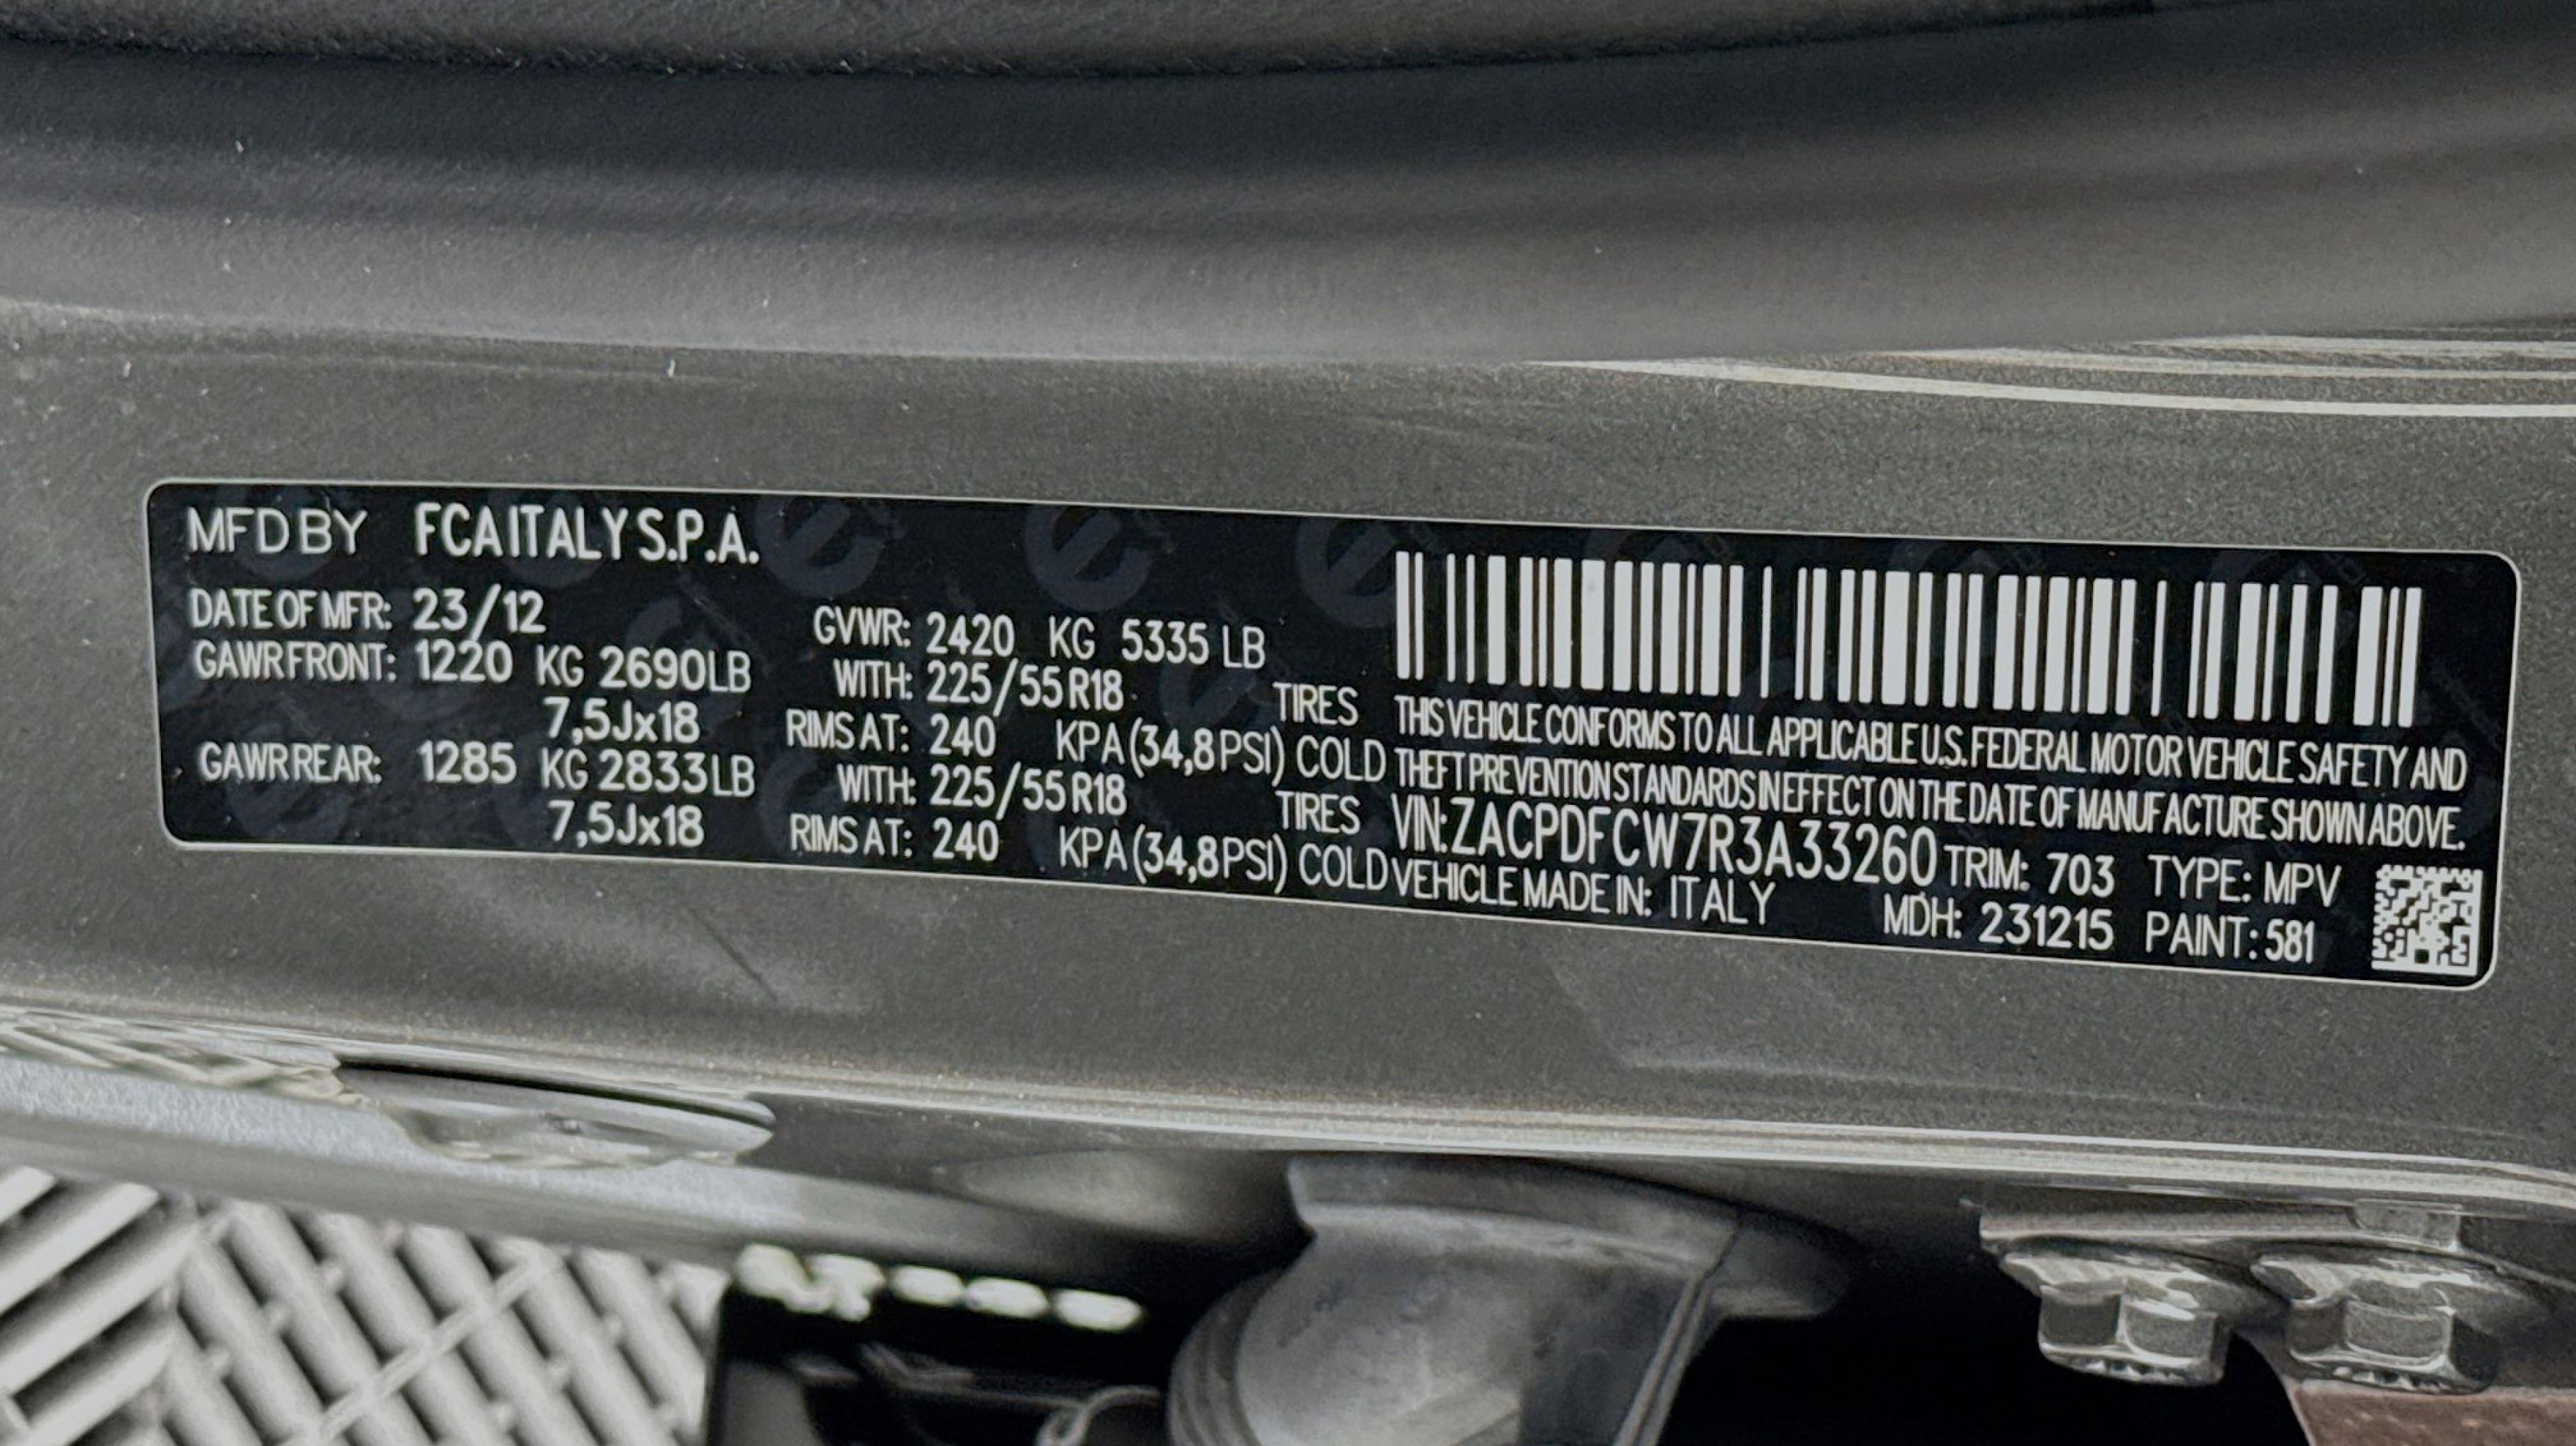 MFD BY FCA ITALY S.P.A.
DATE OF MFR: 23/12 GVWR: 2420 KG 5335 LB
GAWR FRONT: 1220 KG 2690 LB WITH: 225/55 R18 TIRES
7,5Jx18 RIMS AT: 240 KPA (34,8 PSI) COLD
GAWR REAR: 1285 KG 2833 LB WITH: 225/55 R18 TIRES
7,5Jx18 RIMS AT: 240 KPA (34,8 PSI) COLD
THIS VEHICLE CONFORMS TO ALL APPLICABLE U.S. FEDERAL MOTOR VEHICLE SAFETY AND
THEFT PREVENTION STANDARDS IN EFFECT ON THE DATE OF MANUFACTURE SHOWN ABOVE.
VIN: ZACPDFCW7R3A33260 TRIM: 703 TYPE: MPV
VEHICLE MADE IN: ITALY MDH: 231215 PAINT: 581